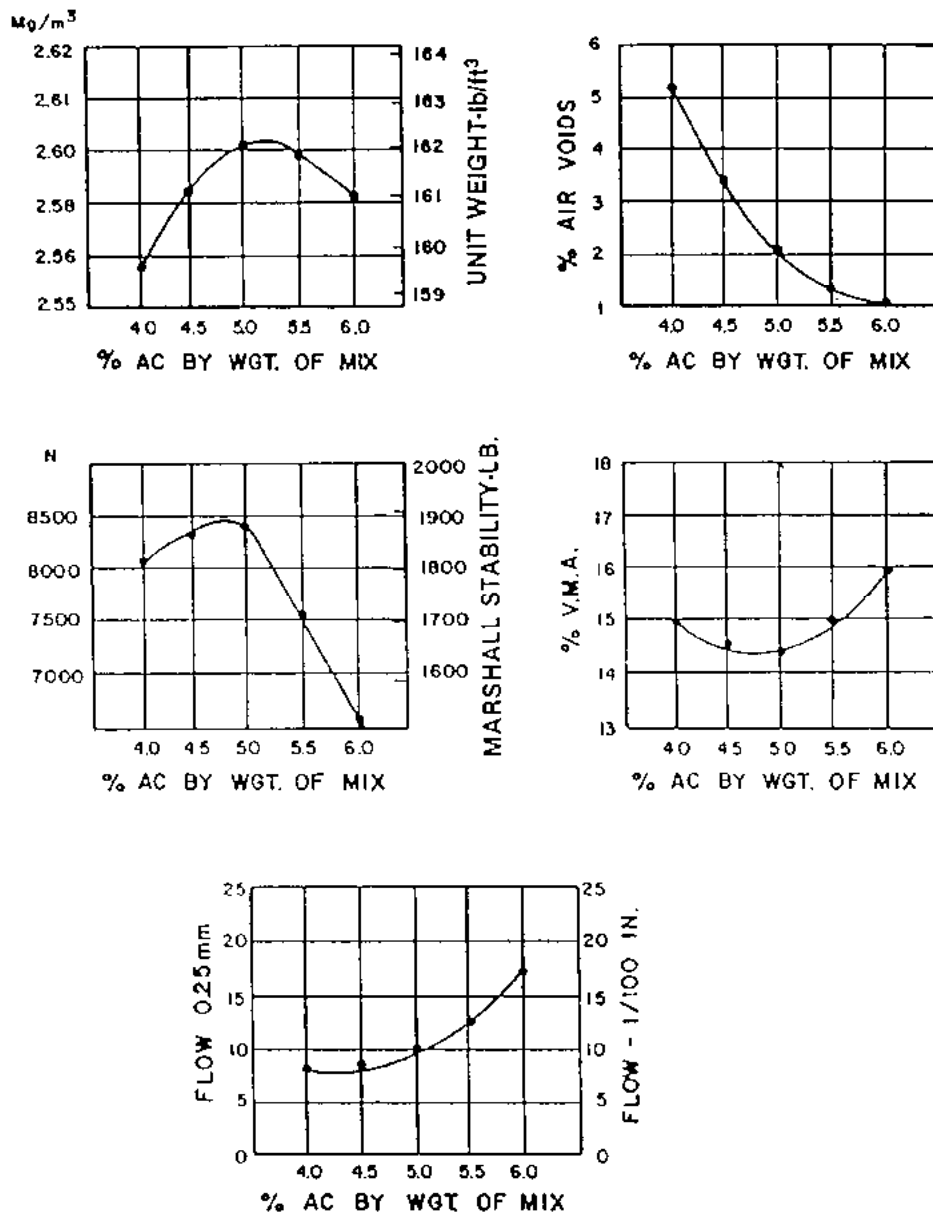 Mg/m³
2.62
2.61
2.60
2.58
2.56
2.55
164
163
162
161
160
159
UNIT WEIGHT-lb/ft³
4.0 4.5 5.0 5.5 6.0
% AC BY WGT. OF MIX
% AIR VOIDS
6
5
4
3
2
1
4.0 4.5 5.0 5.5 6.0
% AC BY WGT. OF MIX
N
8500
8000
7500
7000
2000
1900
1800
1700
1600
MARSHALL STABILITY-LB.
4.0 4.5 5.0 5.5 6.0
% AC BY WGT. OF MIX
% V.M.A.
18
17
16
15
14
13
4.0 4.5 5.0 5.5 6.0
% AC BY WGT. OF MIX
FLOW 0.25mm
25
20
15
10
5
0
25
20
15
10
5
0
FLOW - 1/100 IN.
4.0 4.5 5.0 5.5 6.0
% AC BY WGT. OF MIX